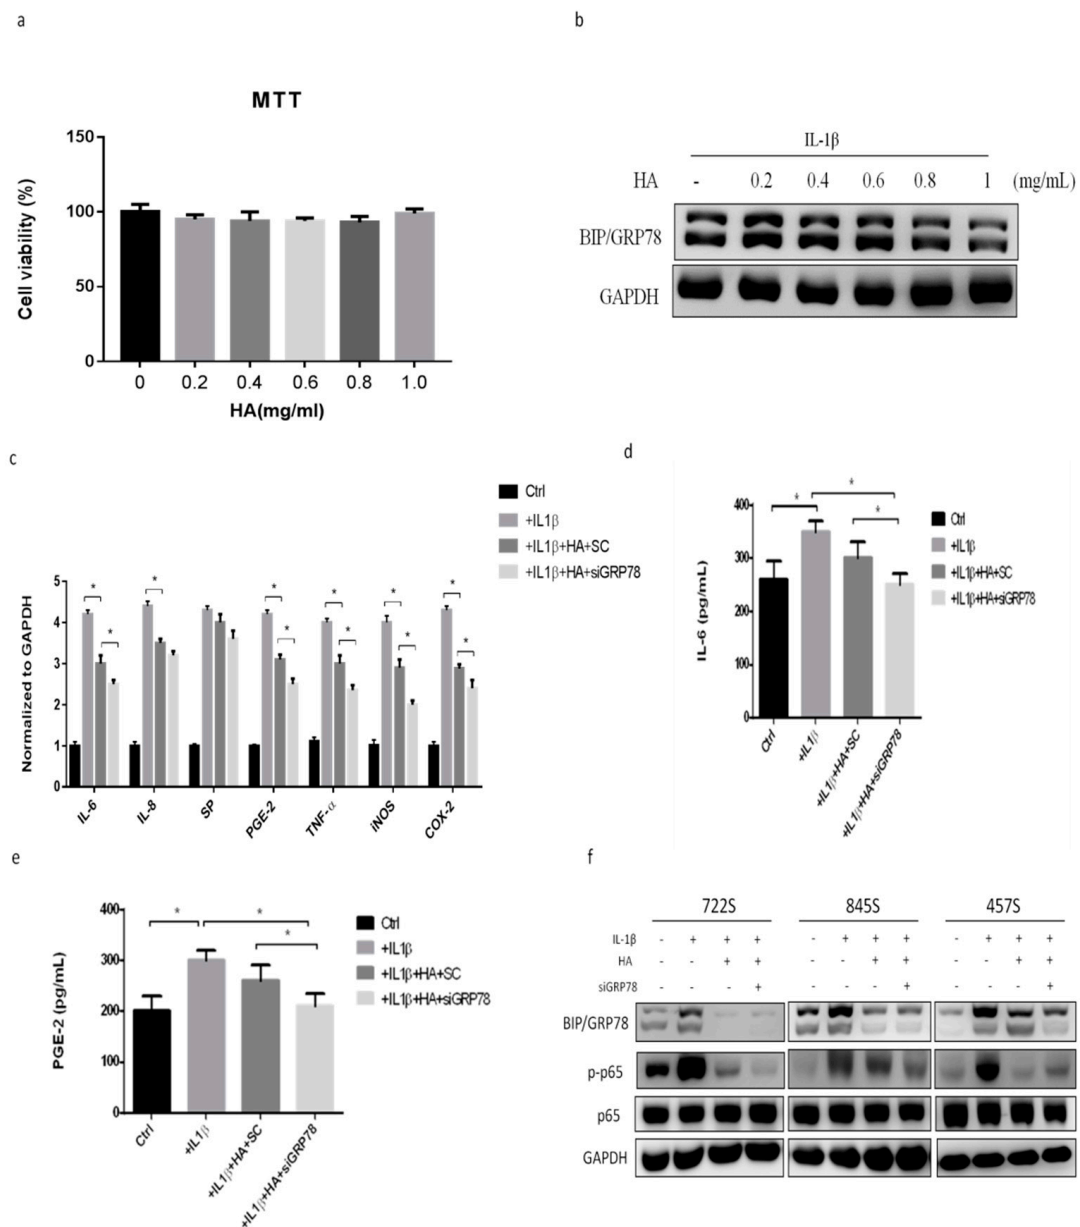 a
MTT
Cell viability (%)
150
100
50
0
0 0.2 0.4 0.6 0.8 1.0
HA(mg/ml)
b
IL-1β
HA - 0.2 0.4 0.6 0.8 1 (mg/mL)
BIP/GRP78
GAPDH
c
Ctrl
+IL1β
+IL1β+HA+SC
+IL1β+HA+siGRP78
Normalized to GAPDH
5
4
3
2
1
0
* * * * * *
* * * * *
IL-6 IL-8 SP PGE-2 TNF-α iNOS COX-2
d
IL-6 (pg/mL)
400
300
200
100
0
* * *
Ctrl
+IL1β
+IL1β+HA+SC
+IL1β+HA+siGRP78
Ctrl +IL1β +IL1β+HA+SC +IL1β+HA+siGRP78
e
PGE-2 (pg/mL)
400
300
200
100
0
* * *
Ctrl
+IL1β
+IL1β+HA+SC
+IL1β+HA+siGRP78
Ctrl +IL1β +IL1β+HA+SC +IL1β+HA+siGRP78
f
722S 845S 457S
IL-1β - + + + - + + + - + + +
HA - - + + - - + + - - + +
siGRP78 - - - + - - - + - - - +
BIP/GRP78
p-p65
p65
GAPDH